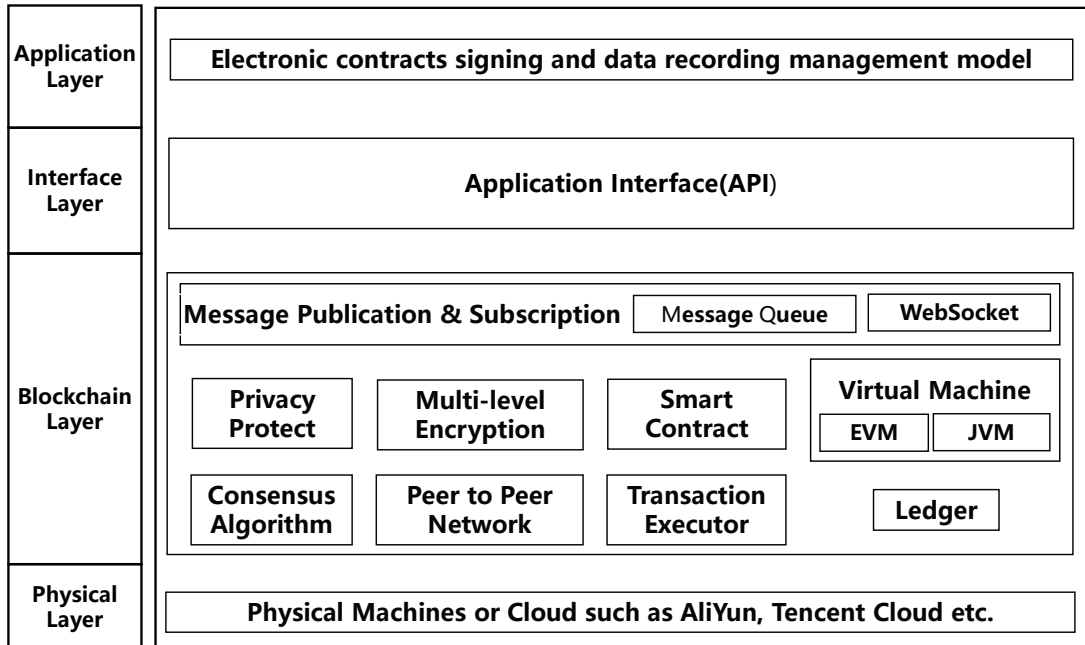 Application
Layer
Electronic contracts signing and data recording management model
Interface
Layer
Application Interface(API)
Blockchain
Layer
Message Publication & Subscription
Message Queue
WebSocket
Privacy
Protect
Multi-level
Encryption
Smart
Contract
Virtual Machine
EVM
JVM
Consensus
Algorithm
Peer to Peer
Network
Transaction
Executor
Ledger
Physical
Layer
Physical Machines or Cloud such as AliYun, Tencent Cloud etc.